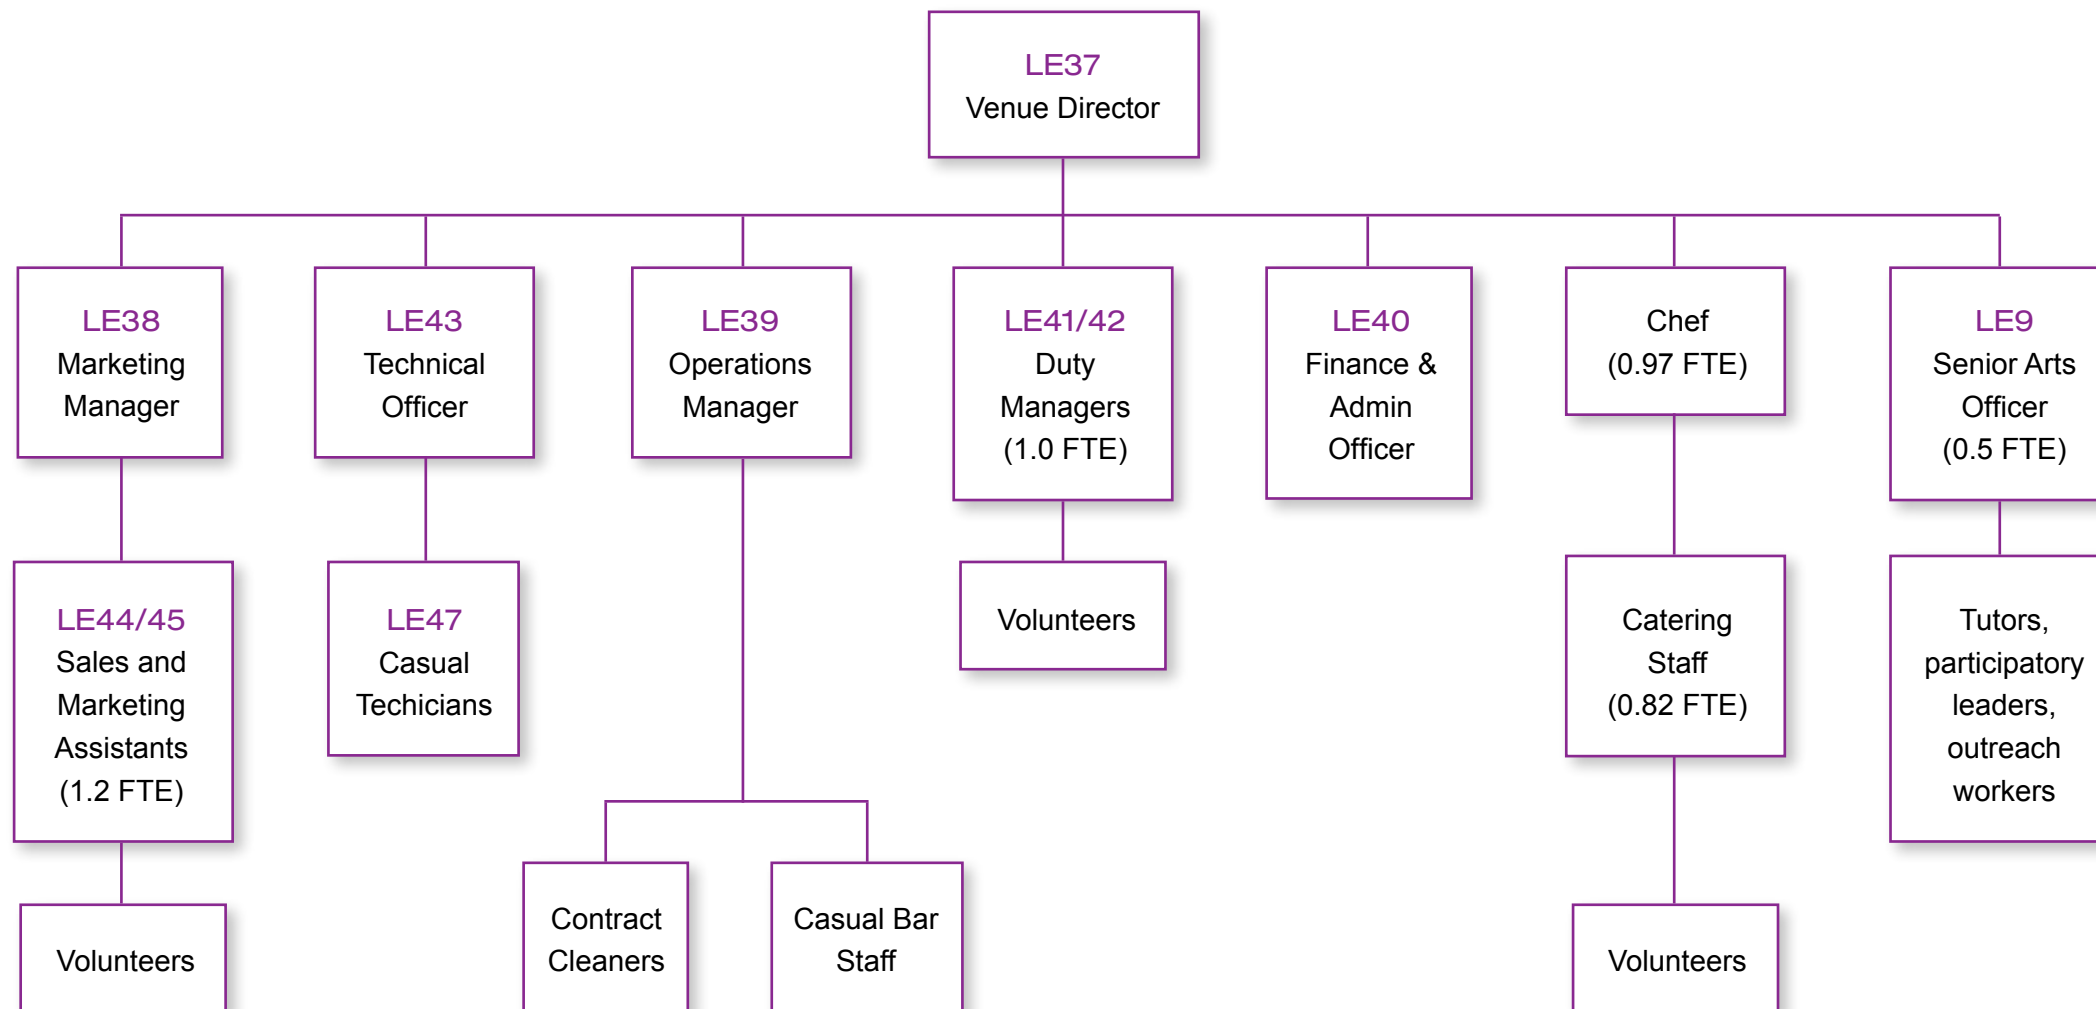 LE37
Venue Director
LE38
Marketing
Manager
LE43
Technical
Officer
LE39
Operations
Manager
LE41/42
Duty
Managers
(1.0 FTE)
LE40
Finance &
Admin
Officer
Chef
(0.97 FTE)
LE9
Senior Arts
Officer
(0.5 FTE)
LE44/45
Sales and
Marketing
Assistants
(1.2 FTE)
LE47
Casual
Techicians
Volunteers
Catering
Staff
(0.82 FTE)
Tutors,
participatory
leaders,
outreach
workers
Volunteers
Contract
Cleaners
Casual Bar
Staff
Volunteers